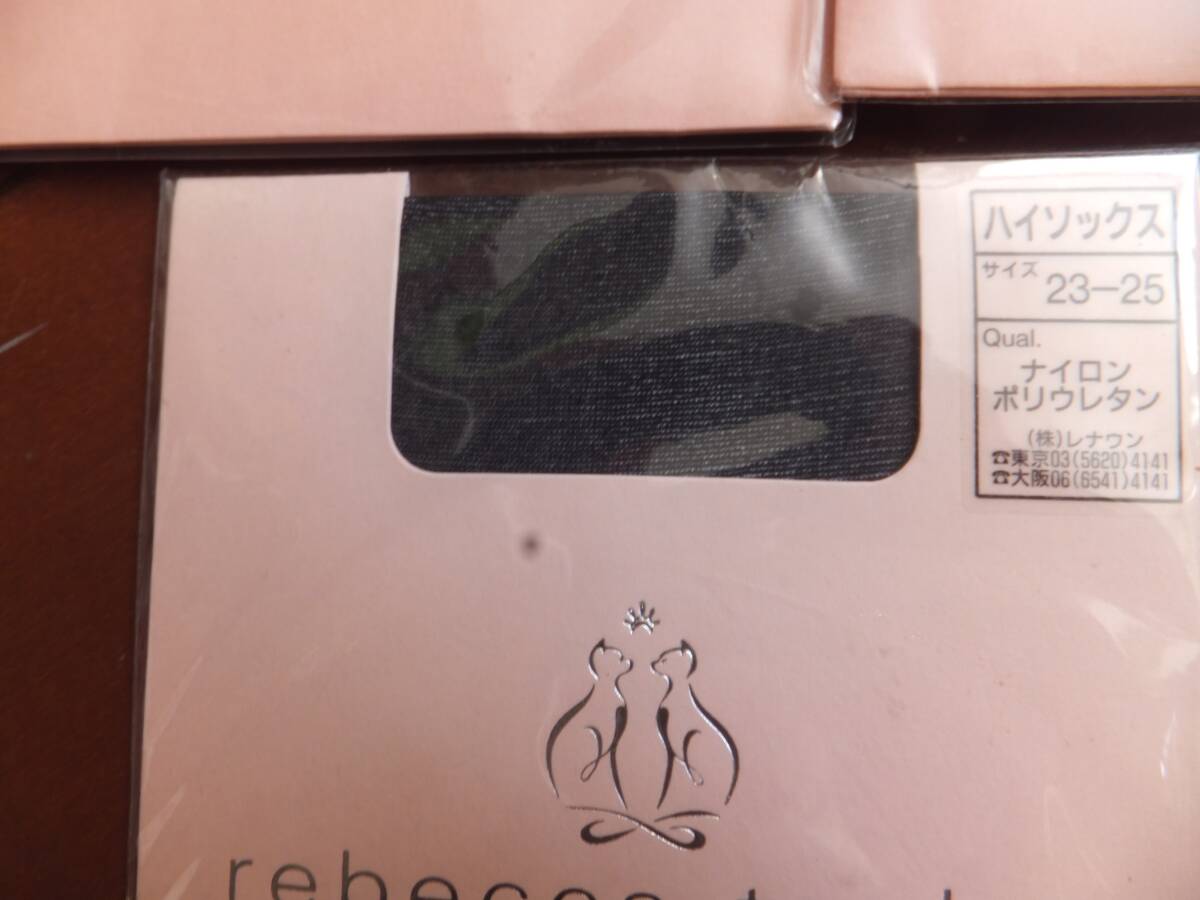 ハイソックス
サイズ 23-25
Qual.
ナイロン
ポリウレタン
(株)レナウン
☎東京03(5620)4141
☎大阪06(6541)4141
rebecca